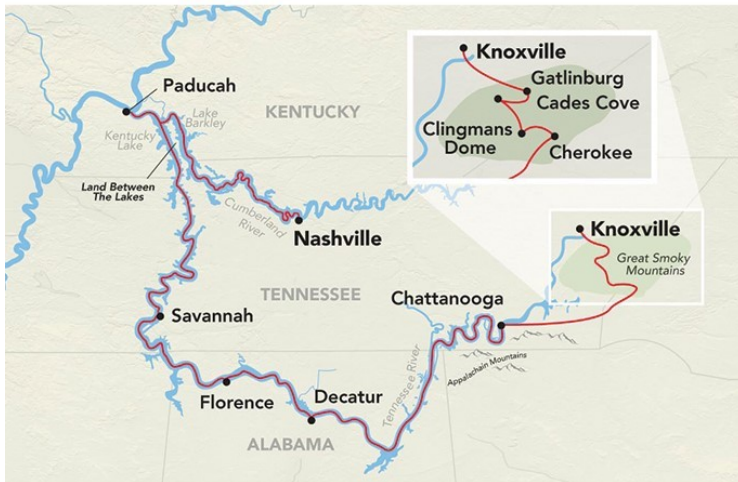 Knoxville
Gatlinburg
Cades Cove
Clingmans
Dome
Cherokee
Paducah
KENTUCKY
Lake
Barkley
Kentucky
Lake
Land Between
The Lakes
Cumberland
River
Nashville
Knoxville
Great Smoky
Mountains
TENNESSEE
Chattanooga
Savannah
Appalachain Mountains
Tennessee River
Florence
Decatur
ALABAMA